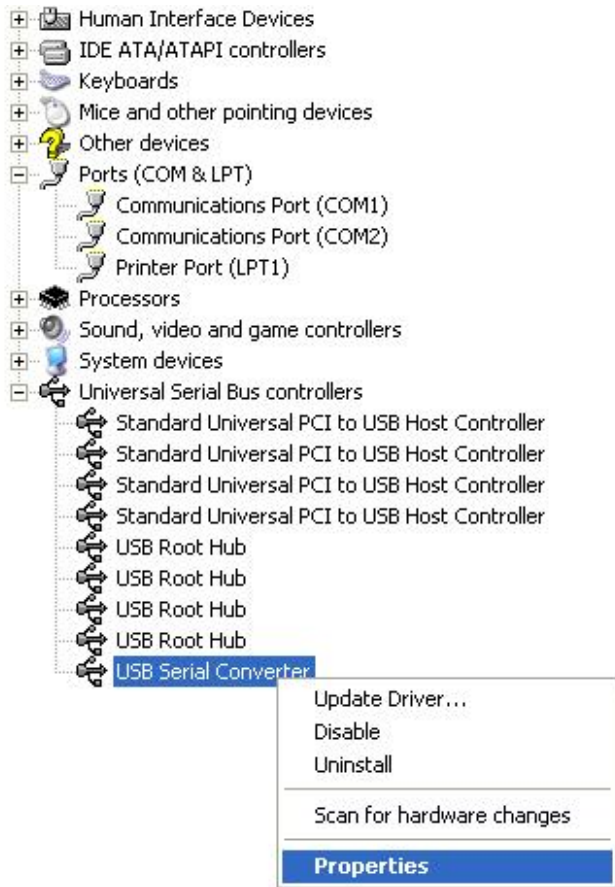 Human Interface Devices
IDE ATA/ATAPI controllers
Keyboards
Mice and other pointing devices
Other devices
Ports (COM & LPT)
Communications Port (COM1)
Communications Port (COM2)
Printer Port (LPT1)
Processors
Sound, video and game controllers
System devices
Universal Serial Bus controllers
Standard Universal PCI to USB Host Controller
Standard Universal PCI to USB Host Controller
Standard Universal PCI to USB Host Controller
Standard Universal PCI to USB Host Controller
USB Root Hub
USB Root Hub
USB Root Hub
USB Root Hub
USB Serial Converter
Update Driver...
Disable
Uninstall
Scan for hardware changes
Properties